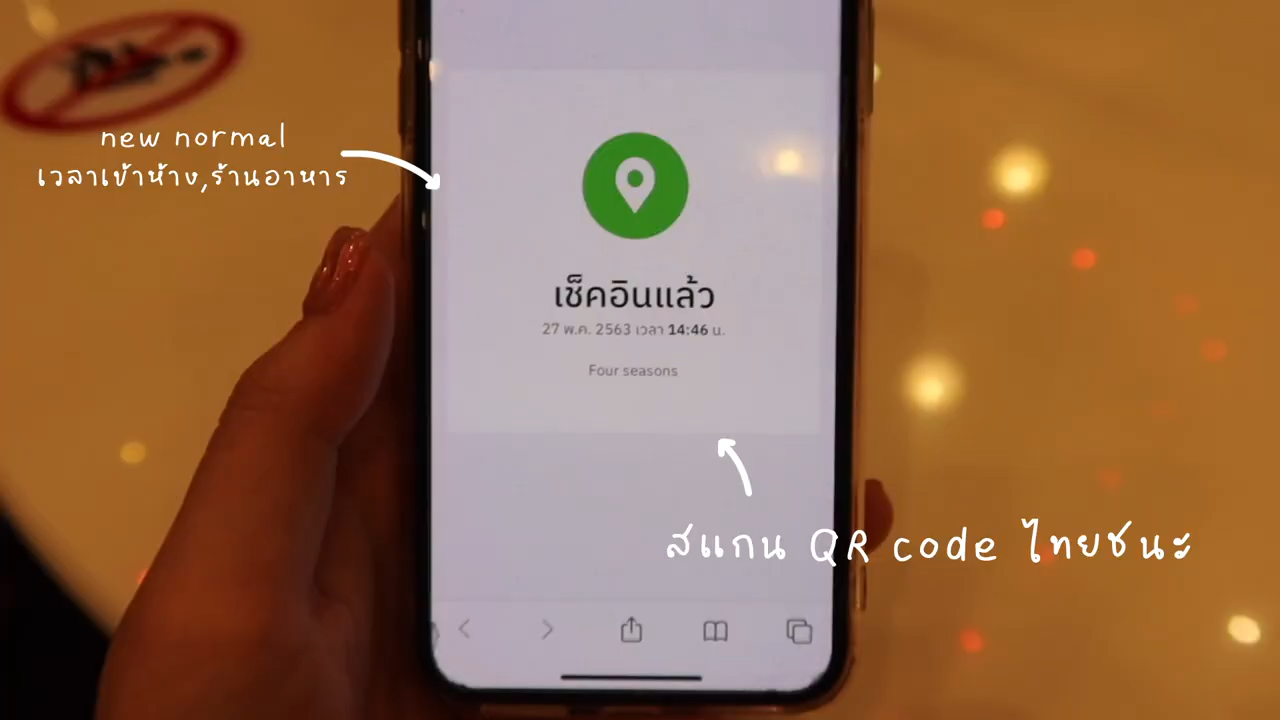 new normal
เวลาเข้าห้าง,ร้านอาหาร
เช็คอินแล้ว
27 พ.ค. 2563 เวลา 14:46 น.
Four seasons
สแกน QR code ไทยชนะ